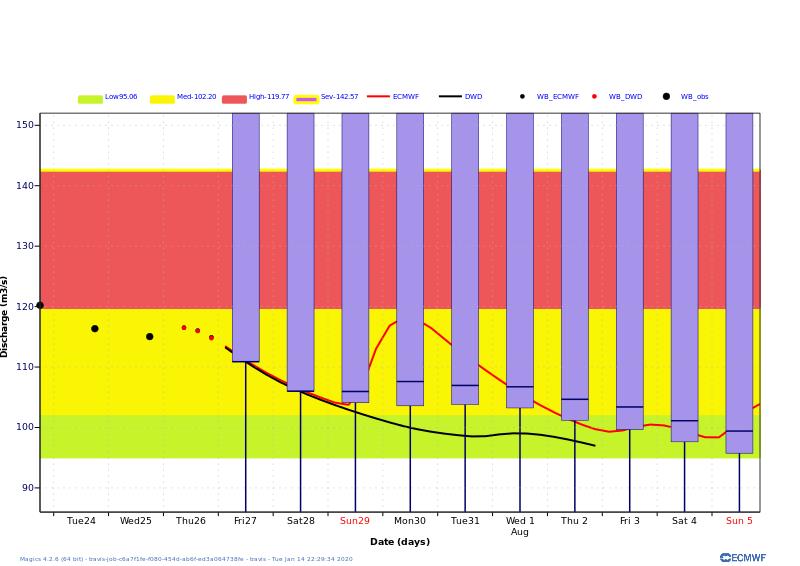 Low95.06 Med-102.20 High-119.77 Sev-142.57 ECMWF DWD WB_ECMWF WB_DWD WB_obs
150
140
130
120
110
100
90
Discharge (m3/s)
Tue24 Wed25 Thu26 Fri27 Sat28 Sun29 Mon30 Tue31 Wed 1 Thu 2 Fri 3 Sat 4 Sun 5
Aug
Date (days)
Magics 4.2.6 (64 bit) - travis-job-c6a7f1fe-f080-454d-ab6f-ed3a064738fe - travis - Tue Jan 14 22:29:34 2020
ECMWF